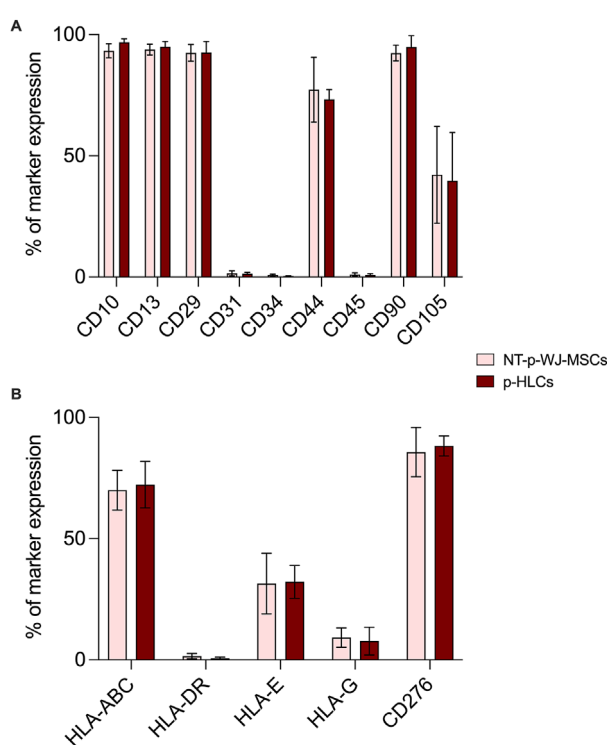 A
% of marker expression
100
50
0
CD10
CD13
CD29
CD31
CD34
CD44
CD45
CD90
CD105
NT-p-WJ-MSCs
p-HLCs
B
% of marker expression
100
50
0
HLA-ABC
HLA-DR
HLA-E
HLA-G
CD276